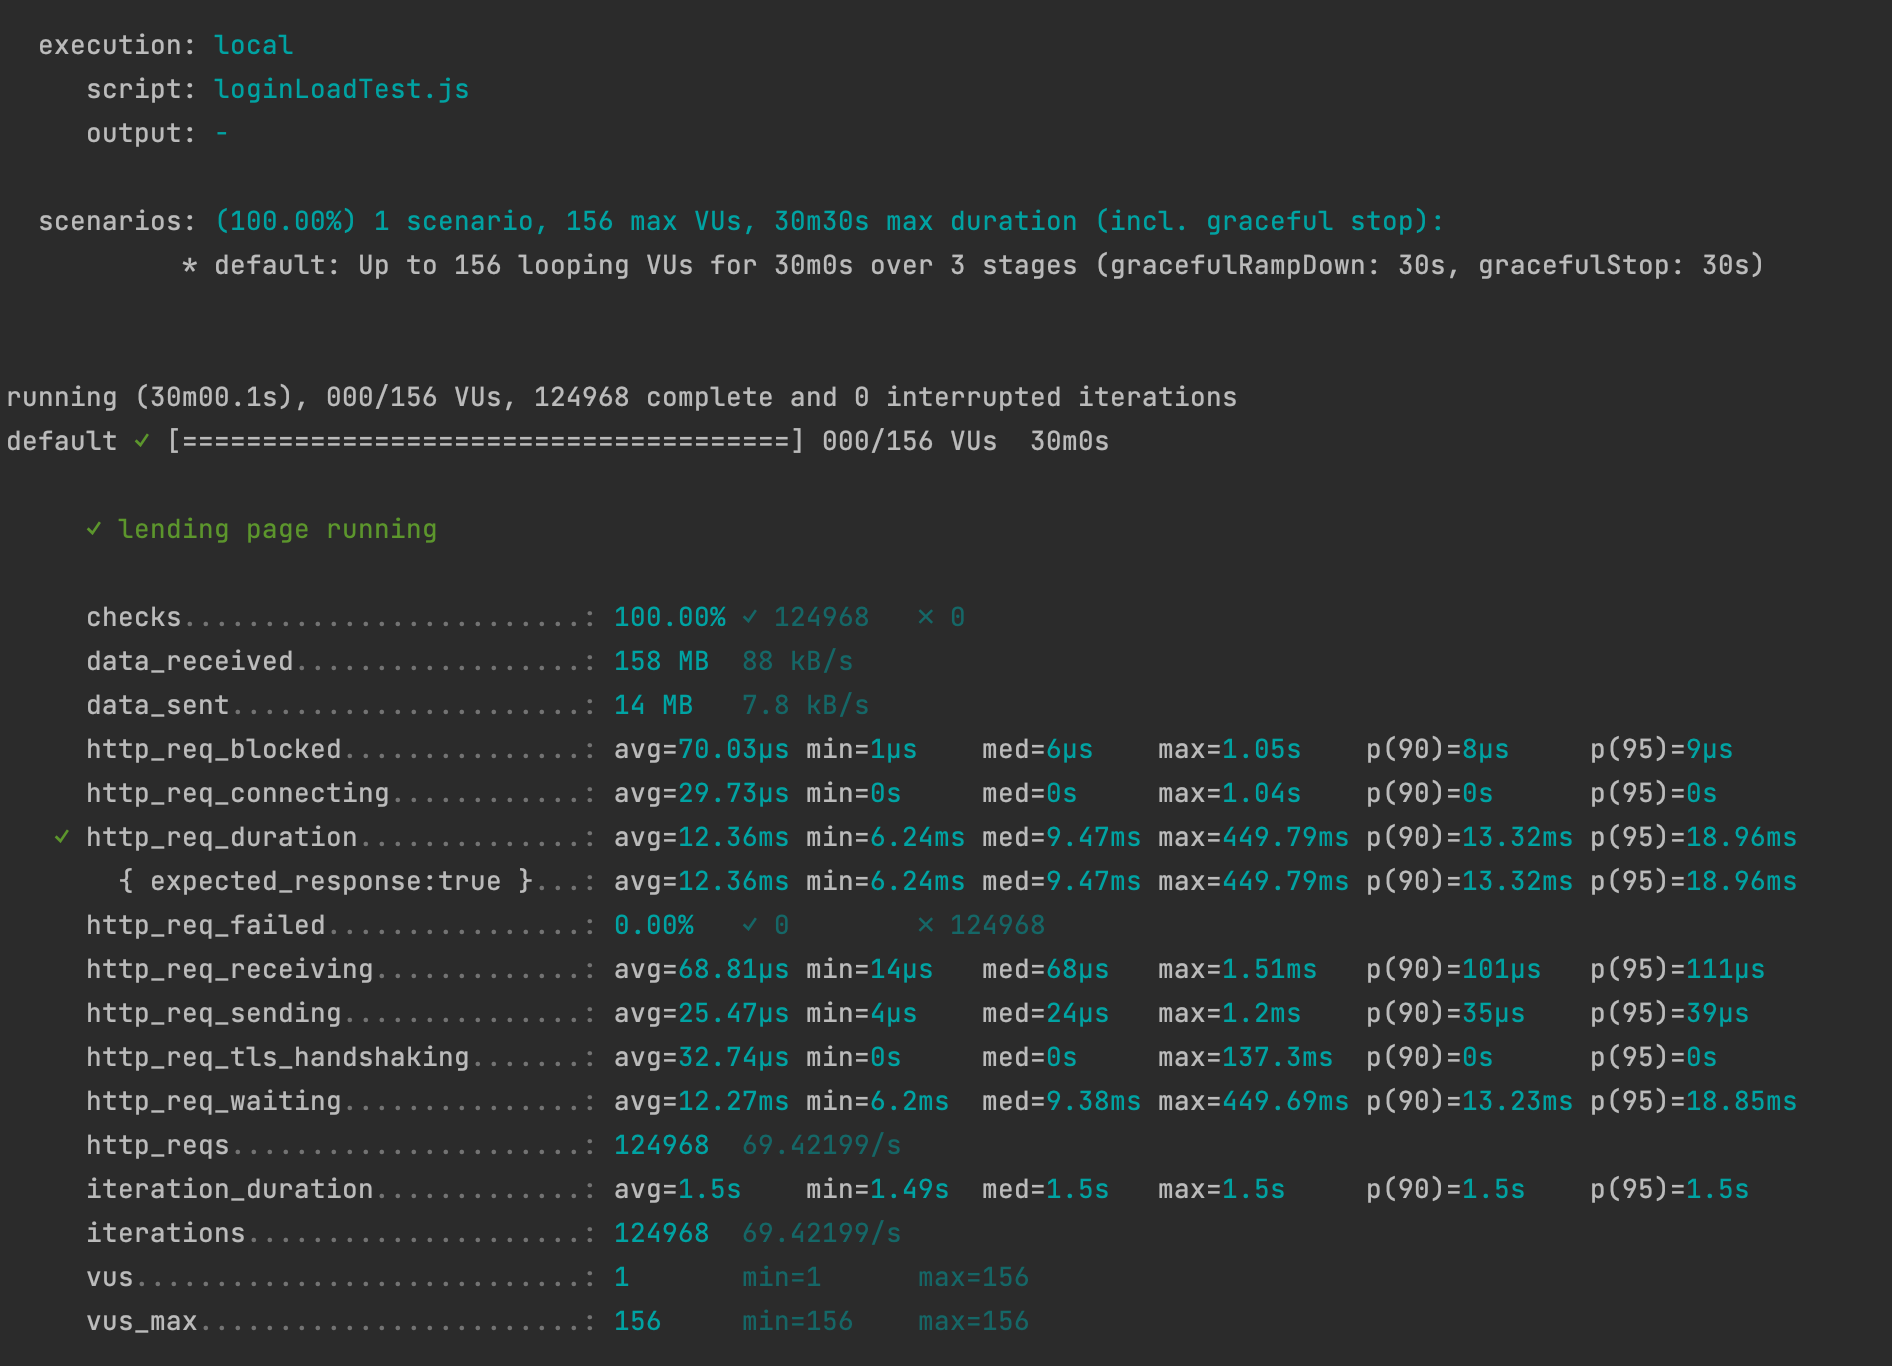 execution: local
script: loginLoadTest.js
output: -
scenarios: (100.00%) 1 scenario, 156 max VUs, 30m30s max duration (incl. graceful stop):
* default: Up to 156 looping VUs for 30m0s over 3 stages (gracefulRampDown: 30s, gracefulStop: 30s)
running (30m00.1s), 000/156 VUs, 124968 complete and 0 interrupted iterations
default ✓ [======================================] 000/156 VUs  30m0s
✓ lending page running
checks.........................: 100.00% ✓ 124968   ✗ 0
data_received..................: 158 MB  88 kB/s
data_sent......................: 14 MB   7.8 kB/s
http_req_blocked...............: avg=70.03µs min=1µs    med=6µs    max=1.05s    p(90)=8µs     p(95)=9µs
http_req_connecting............: avg=29.73µs min=0s     med=0s     max=1.04s    p(90)=0s      p(95)=0s
✓ http_req_duration..............: avg=12.36ms min=6.24ms med=9.47ms max=449.79ms p(90)=13.32ms p(95)=18.96ms
{ expected_response:true }...: avg=12.36ms min=6.24ms med=9.47ms max=449.79ms p(90)=13.32ms p(95)=18.96ms
http_req_failed................: 0.00%   ✓ 0        ✗ 124968
http_req_receiving.............: avg=68.81µs min=14µs   med=68µs   max=1.51ms   p(90)=101µs   p(95)=111µs
http_req_sending...............: avg=25.47µs min=4µs    med=24µs   max=1.2ms    p(90)=35µs    p(95)=39µs
http_req_tls_handshaking.......: avg=32.74µs min=0s     med=0s     max=137.3ms  p(90)=0s      p(95)=0s
http_req_waiting...............: avg=12.27ms min=6.2ms  med=9.38ms max=449.69ms p(90)=13.23ms p(95)=18.85ms
http_reqs......................: 124968  69.42199/s
iteration_duration.............: avg=1.5s    min=1.49s  med=1.5s   max=1.5s     p(90)=1.5s    p(95)=1.5s
iterations.....................: 124968  69.42199/s
vus............................: 1       min=1      max=156
vus_max........................: 156     min=156    max=156